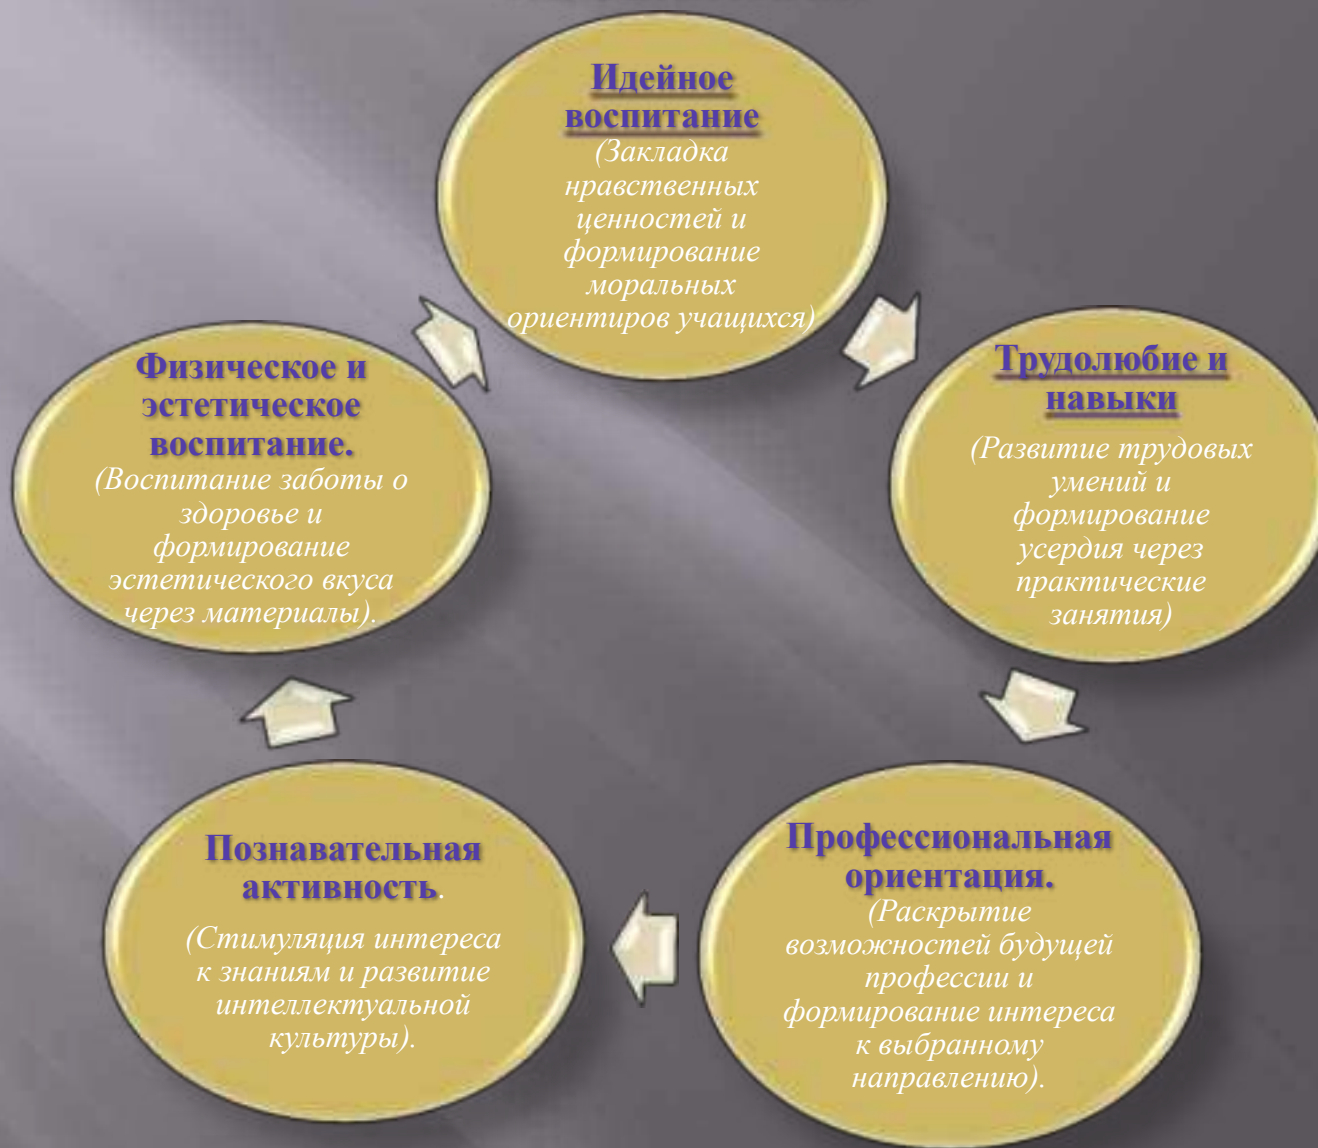 Идейное
воспитание
(Закладка
нравственных
ценностей и
формирование
моральных
ориентиров учащихся)
Трудолюбие и
навыки
(Развитие трудовых
умений и
формирование
усердия через
практические
занятия)
Профессиональная
ориентация.
(Раскрытие
возможностей будущей
профессии и
формирование интереса
к выбранному
направлению).
Познавательная
активность.
(Стимуляция интереса
к знаниям и развитие
интеллектуальной
культуры).
Физическое и
эстетическое
воспитание.
(Воспитание заботы о
здоровье и
формирование
эстетического вкуса
через материалы).